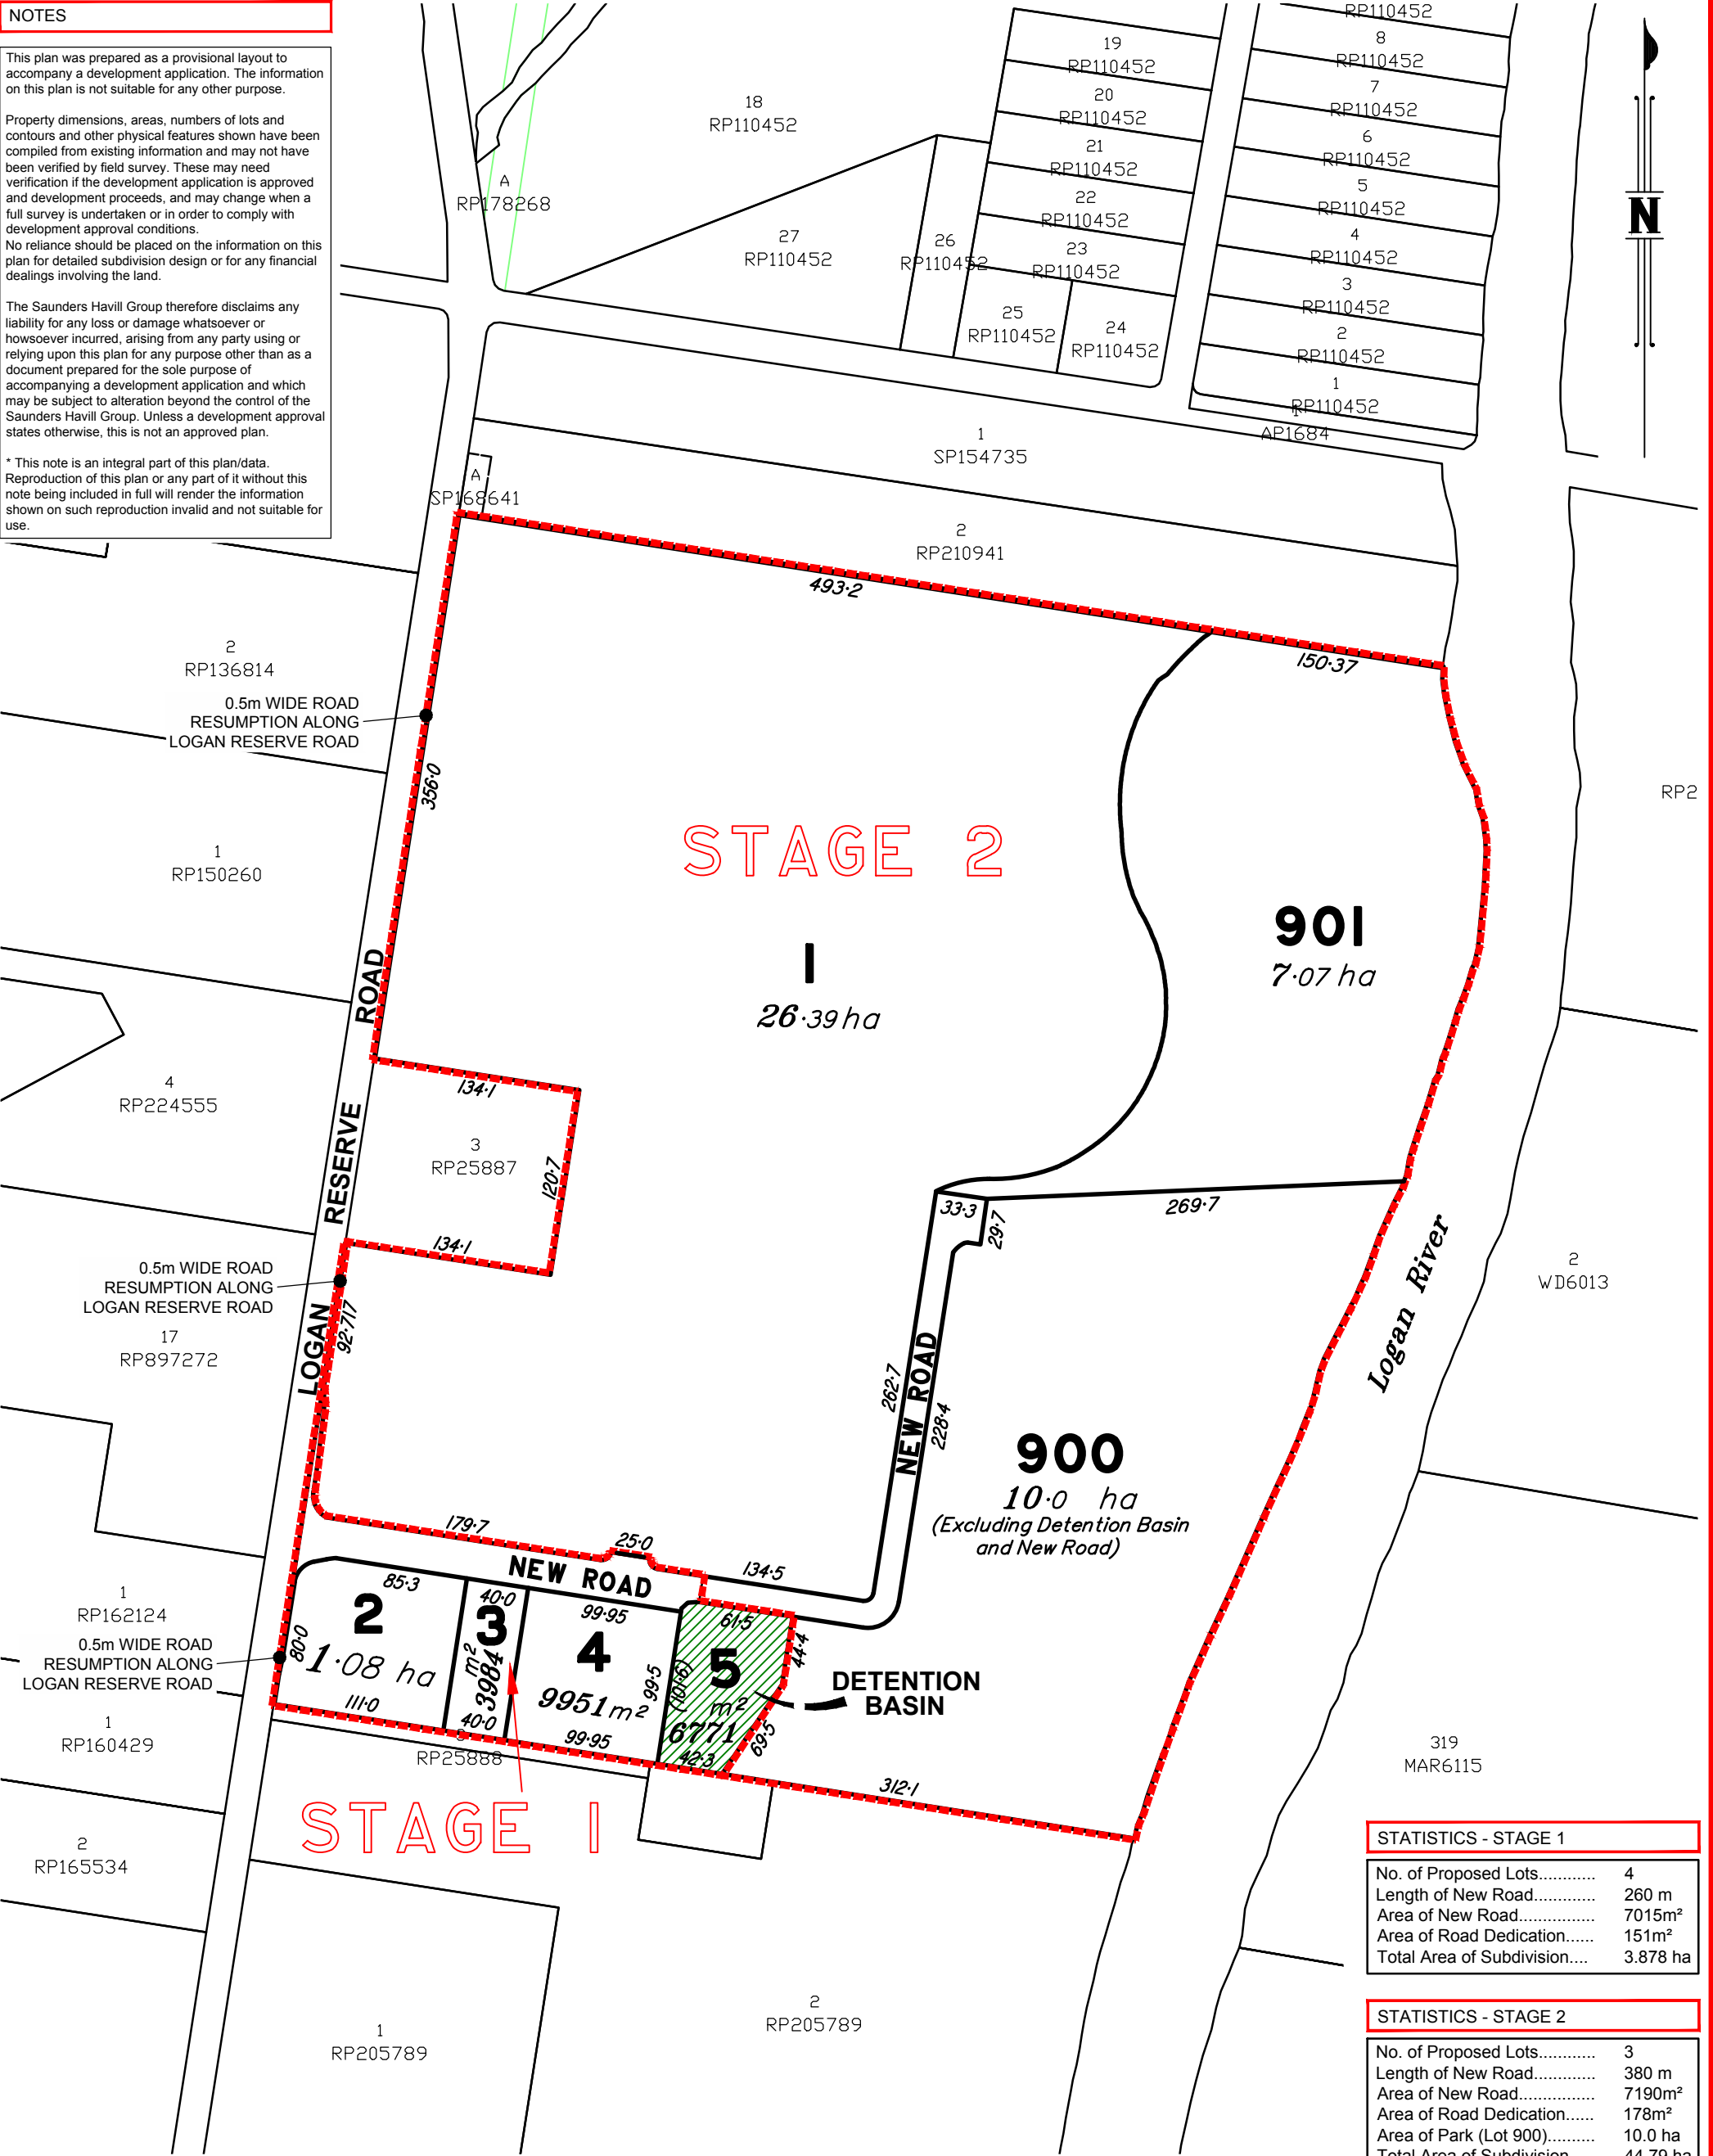 NOTES
This plan was prepared as a provisional layout to
accompany a development application. The information
on this plan is not suitable for any other purpose.
Property dimensions, areas, numbers of lots and
contours and other physical features shown have been
compiled from existing information and may not have
been verified by field survey. These may need
verification if the development application is approved
and development proceeds, and may change when a
full survey is undertaken or in order to comply with
development approval conditions.
No reliance should be placed on the information on this
plan for detailed subdivision design or for any financial
dealings involving the land.
The Saunders Havill Group therefore disclaims any
liability for any loss or damage whatsoever or
howsoever incurred, arising from any party using or
relying upon this plan for any purpose other than as a
document prepared for the sole purpose of
accompanying a development application and which
may be subject to alteration beyond the control of the
Saunders Havill Group. Unless a development approval
states otherwise, this is not an approved plan.
* This note is an integral part of this plan/data.
Reproduction of this plan or any part of it without this
note being included in full will render the information
shown on such reproduction invalid and not suitable for
use.
RP110452
8
RP110452
7
RP110452
6
RP110452
5
RP110452
4
RP110452
3
RP110452
2
RP110452
1
RP110452
1
AP1684
19
RP110452
20
RP110452
21
RP110452
22
RP110452
23
RP110452
24
RP110452
25
RP110452
26
RP110452
27
RP110452
18
RP110452
A
RP178268
N
1
SP154735
A
SP168641
2
RP210941
493·2
150·37
2
RP136814
0.5m WIDE ROAD
RESUMPTION ALONG
LOGAN RESERVE ROAD
356·0
RP2
STAGE 2
1
RP150260
1
26·39 ha
901
7·07 ha
LOGAN RESERVE ROAD
134·1
4
RP224555
3
RP25887
120·7
134·1
33·3
29·7
269·7
Logan River
2
WD6013
0.5m WIDE ROAD
RESUMPTION ALONG
LOGAN RESERVE ROAD
92·717
17
RP897272
262·7
NEW ROAD
228·4
900
10·0 ha
(Excluding Detention Basin
and New Road)
179·7
25·0
134·5
NEW ROAD
1
RP162124
0.5m WIDE ROAD
RESUMPTION ALONG
LOGAN RESERVE ROAD
85·3
2
1·08 ha
80·0
111·0
40·0
3
3984 m²
40·0
99·95
4
9951 m²
99·5
99·95
61·5
5
m²
6771
(101·6)
44·4
69·5
42·3
DETENTION
BASIN
312·1
1
RP160429
RP25888
STAGE 1
319
MAR6115
2
RP165534
1
RP205789
2
RP205789
STATISTICS - STAGE 1
No. of Proposed Lots............ 4
Length of New Road............. 260 m
Area of New Road................ 7015m²
Area of Road Dedication...... 151m²
Total Area of Subdivision.... 3.878 ha
STATISTICS - STAGE 2
No. of Proposed Lots............ 3
Length of New Road............. 380 m
Area of New Road................ 7190m²
Area of Road Dedication...... 178m²
Area of Park (Lot 900).......... 10.0 ha
Total Area of Subdivision.... 44.79 ha